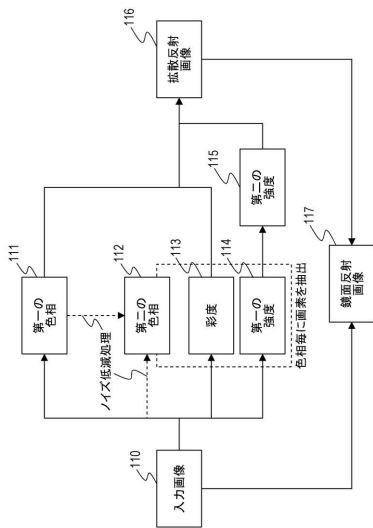 110
入力画像
111
第一の
色相
ノイズ低減処理
112
第二の
色相
113
彩度
114
第一の
強度
色相毎に画素を抽出
115
第二の
強度
116
拡散反射
画像
117
鏡面反射
画像